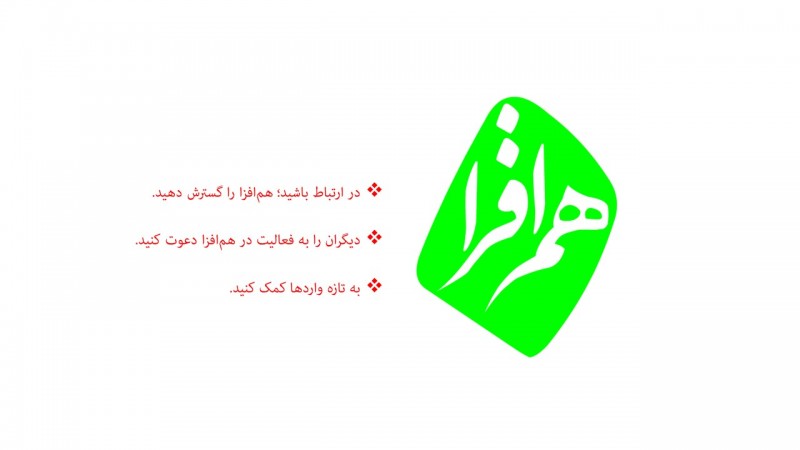 هم‌افزا
❖ در ارتباط باشید؛ هم‌افزا را گسترش دهید.
❖ دیگران را به فعالیت در هم‌افزا دعوت کنید.
❖ به تازه واردها کمک کنید.